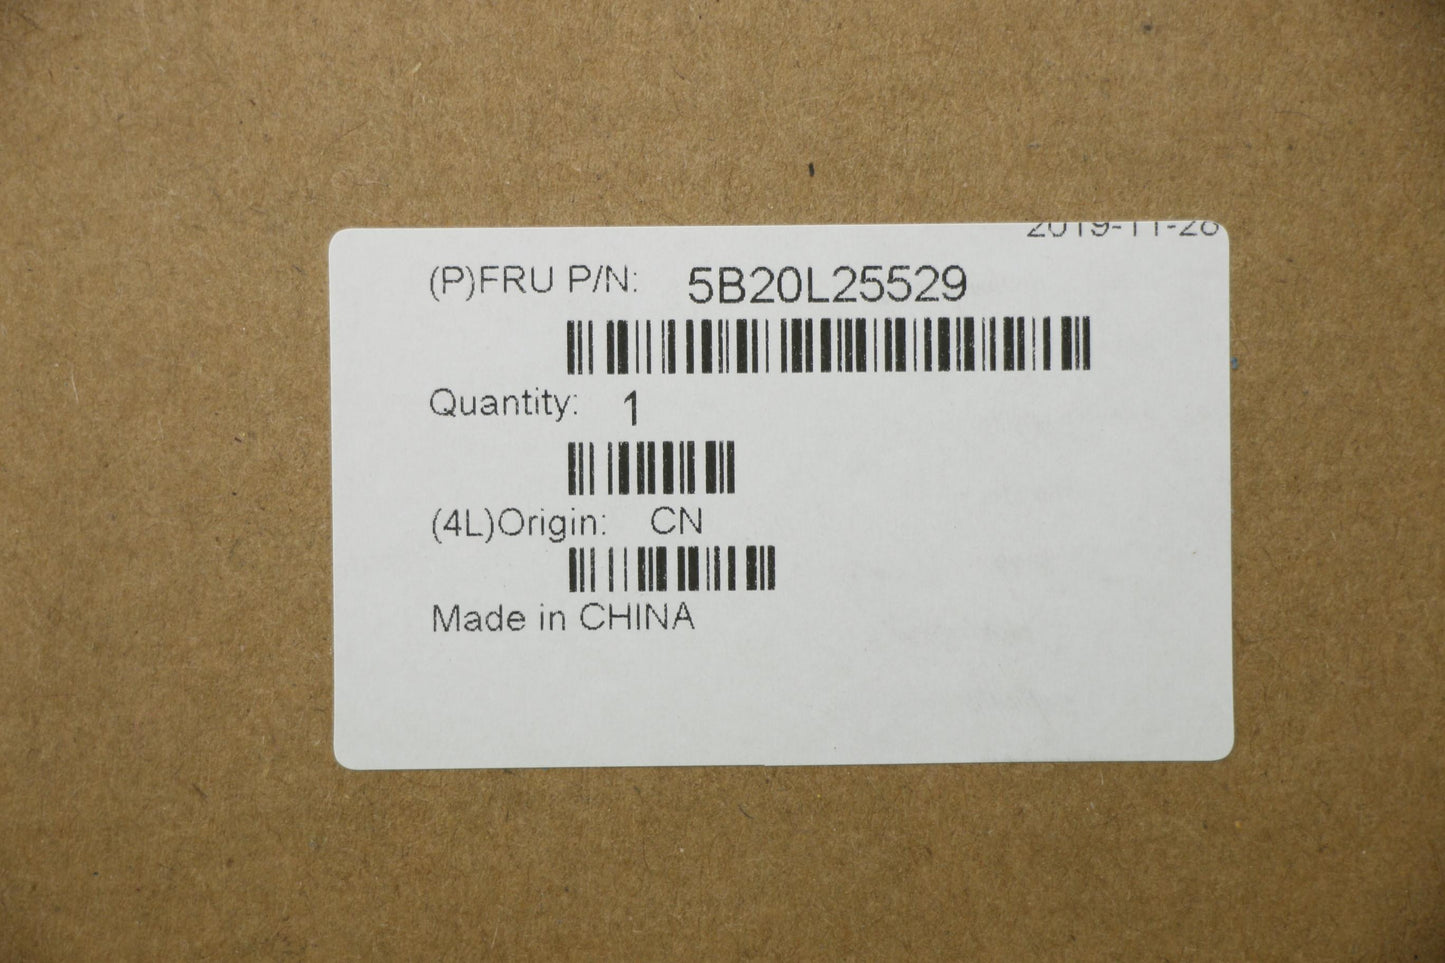 2019-11-28
(P)FRU P/N: 5B20L25529
Quantity: 1
(4L)Origin: CN
Made in CHINA